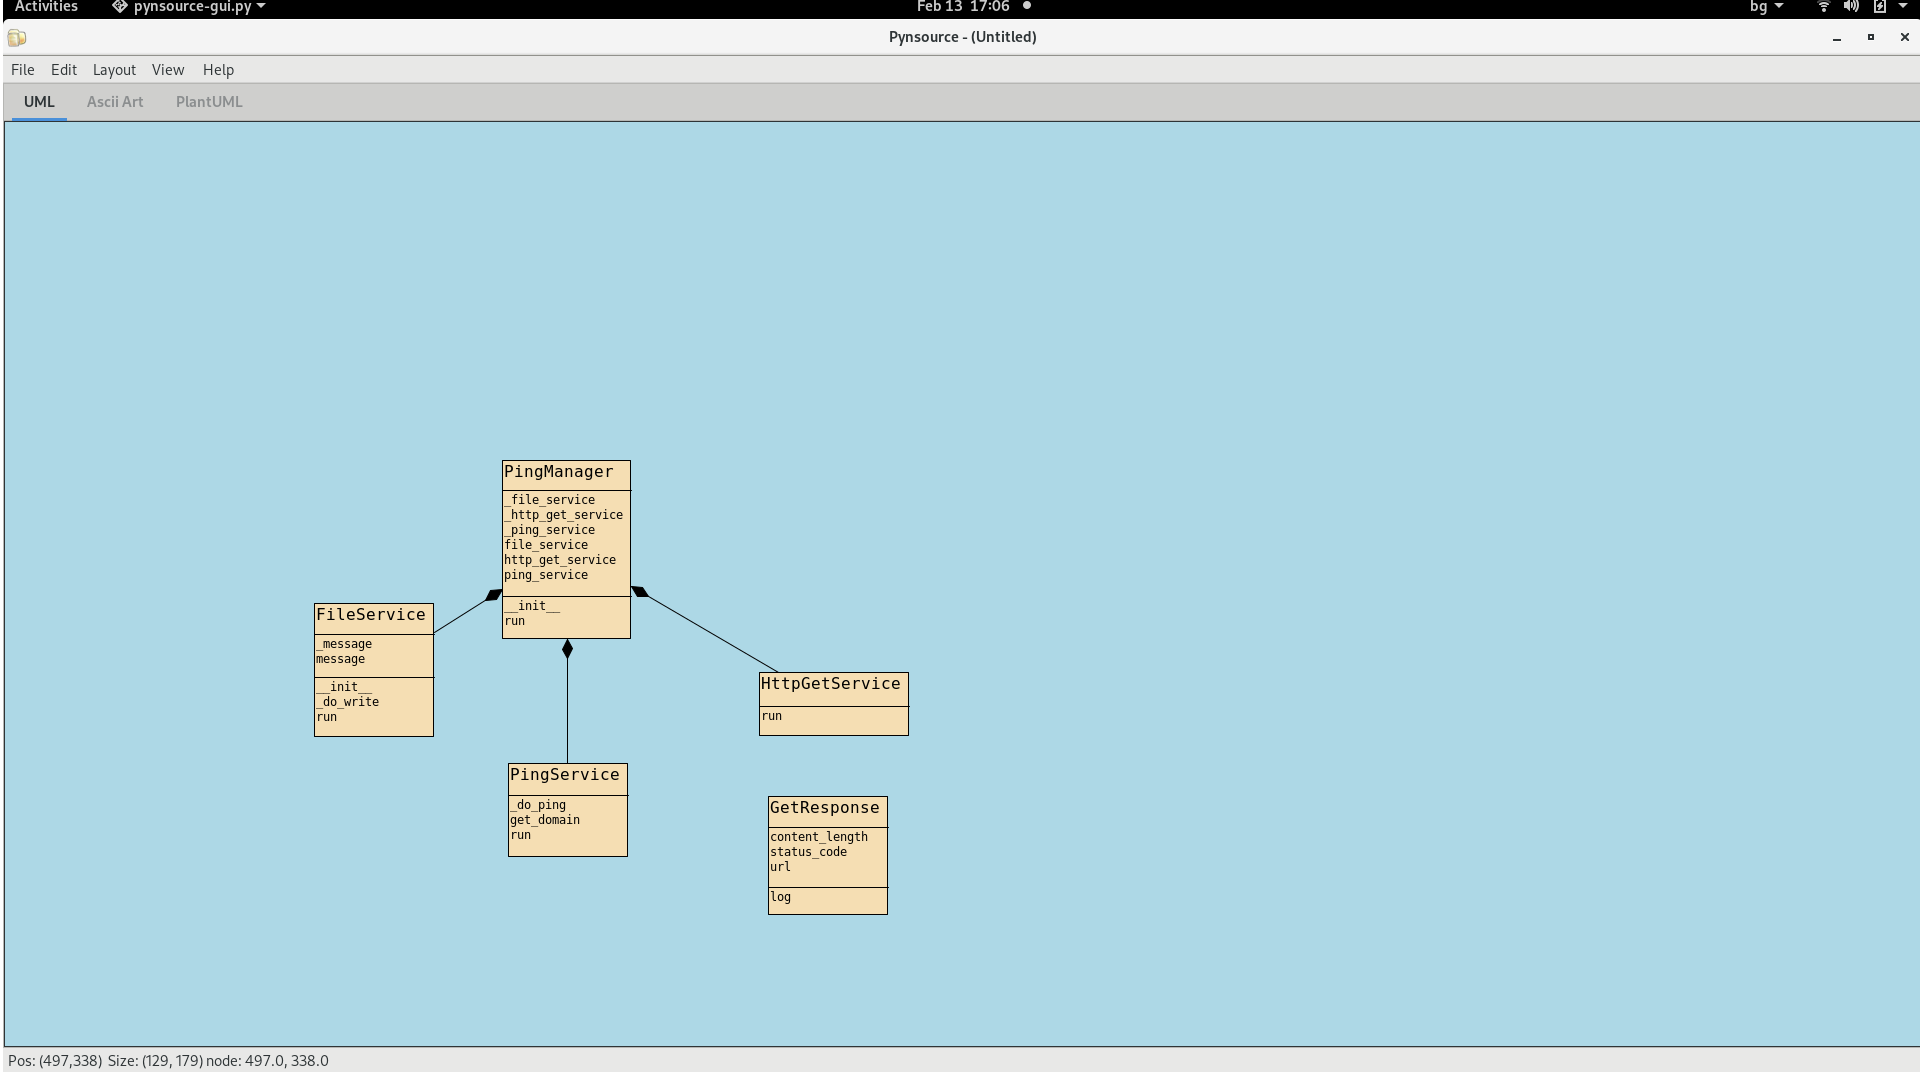 Activities pynsource-gui.py Feb 13 17:06 bg
Pynsource - (Untitled)
File Edit Layout View Help
UML Ascii Art PlantUML
PingManager
_file_service
_http_get_service
_ping_service
file_service
http_get_service
ping_service
__init__
run
FileService
_message
message
__init__
_do_write
run
HttpGetService
run
PingService
_do_ping
get_domain
run
GetResponse
content_length
status_code
url
log
Pos: (497,338) Size: (129, 179) node: 497.0, 338.0